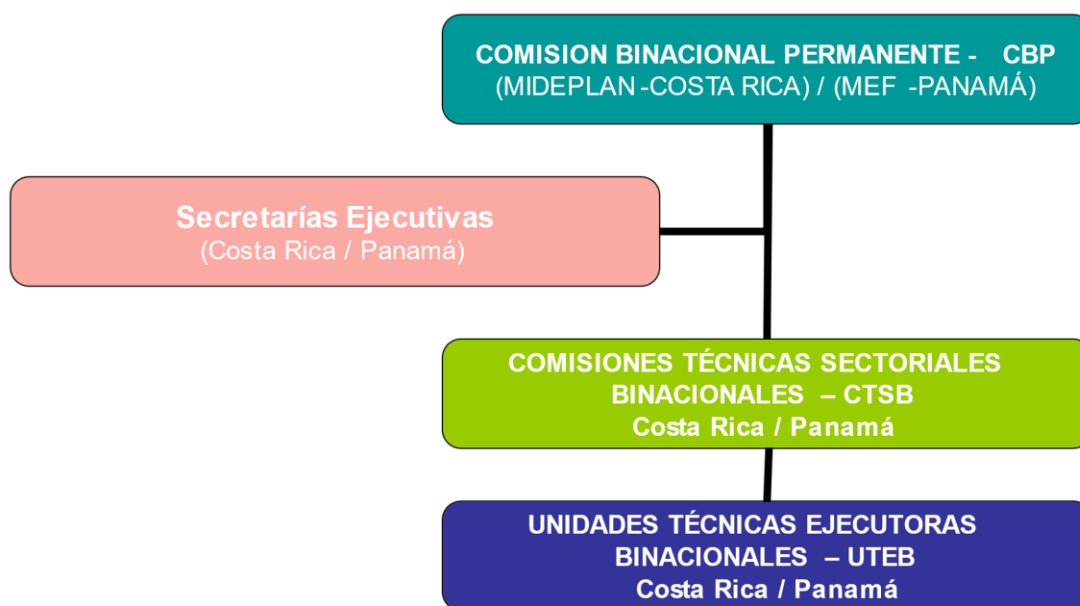 COMISION BINACIONAL PERMANENTE - CBP
(MIDEPLAN -COSTA RICA) / (MEF -PANAMÁ)
Secretarías Ejecutivas
(Costa Rica / Panamá)
COMISIONES TÉCNICAS SECTORIALES
BINACIONALES – CTSB
Costa Rica / Panamá
UNIDADES TÉCNICAS EJECUTORAS
BINACIONALES – UTEB
Costa Rica / Panamá